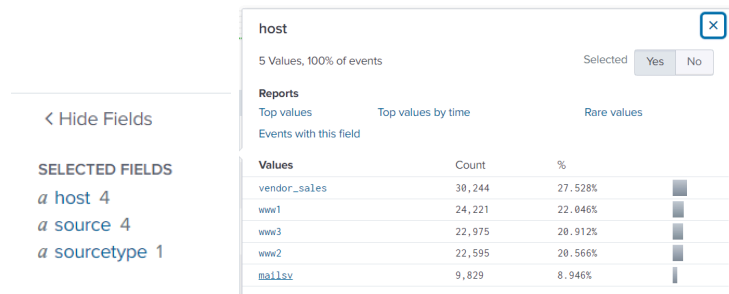 Hide Fields
SELECTED FIELDS
a host 4
a source 4
a sourcetype 1
host
5 Values, 100% of events
Selected Yes No
Reports
Top values Top values by time Rare values
Events with this field
Values Count %
vendor_sales 30,244 27.528%
www1 24,221 22.046%
www3 22,975 20.912%
www2 22,595 20.566%
mailsv 9,829 8.946%